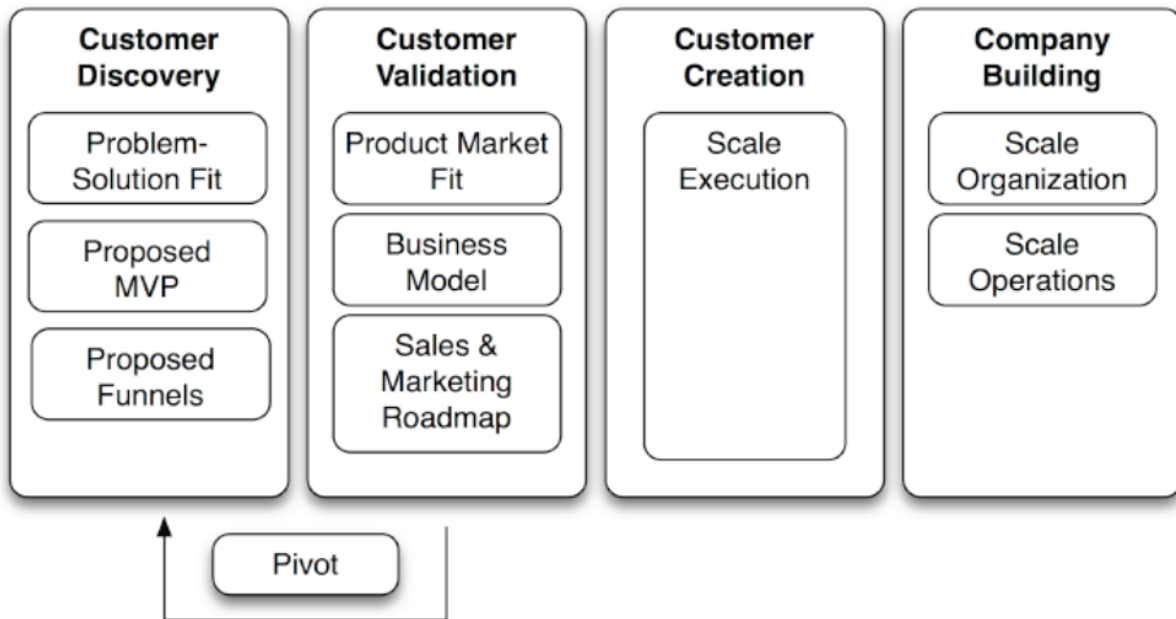 Customer
Discovery
Problem-
Solution Fit
Proposed
MVP
Proposed
Funnels
Customer
Validation
Product Market
Fit
Business
Model
Sales &
Marketing
Roadmap
Customer
Creation
Scale
Execution
Company
Building
Scale
Organization
Scale
Operations
Pivot